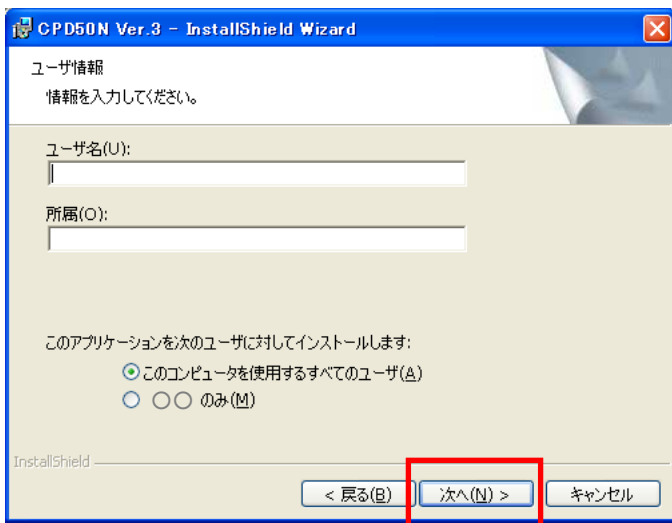 CPD50N Ver.3 - InstallShield Wizard
ユーザ情報
情報を入力してください。
ユーザ名(U):
所属(O):
このアプリケーションを次のユーザに対してインストールします:
このコンピュータを使用するすべてのユーザ(A)
○○ のみ(M)
InstallShield
< 戻る(B) 次へ(N) > キャンセル